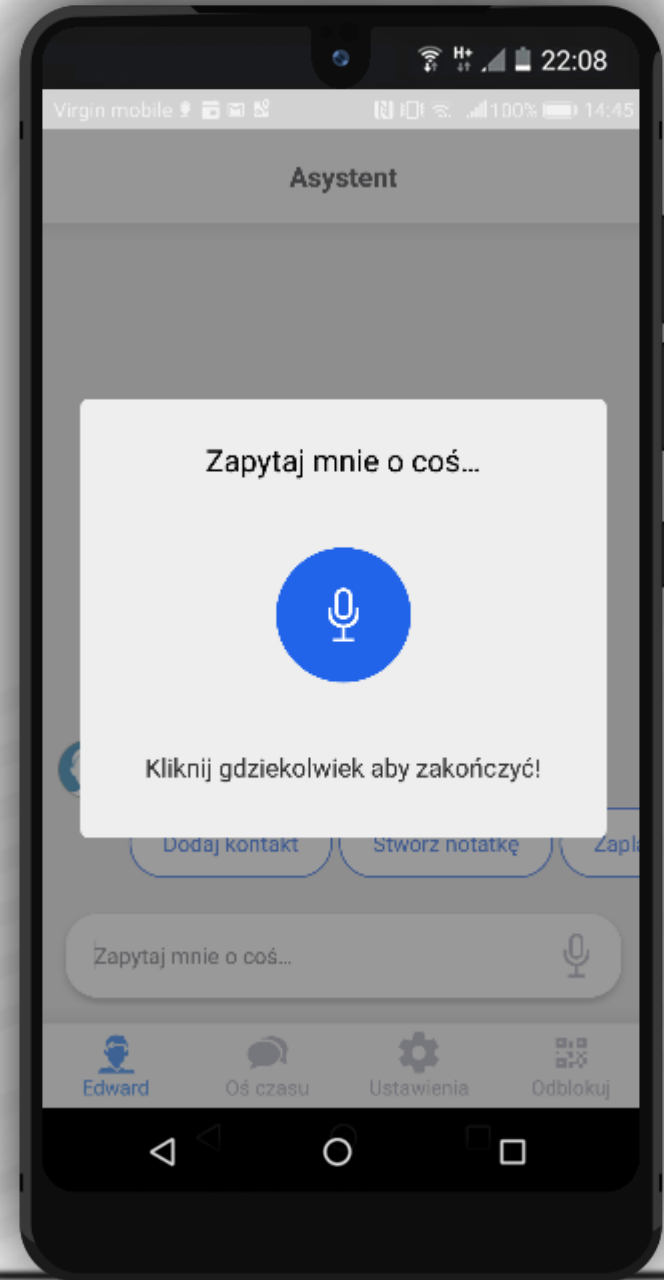 H+ 22:08
Virgin mobile 100% 14:45
Asystent
Zapytaj mnie o coś...
Kliknij gdziekolwiek aby zakończyć!
Dodaj kontakt Stwórz notatkę Zapła
Zapytaj mnie o coś...
Edward Oś czasu Ustawienia Odblokuj